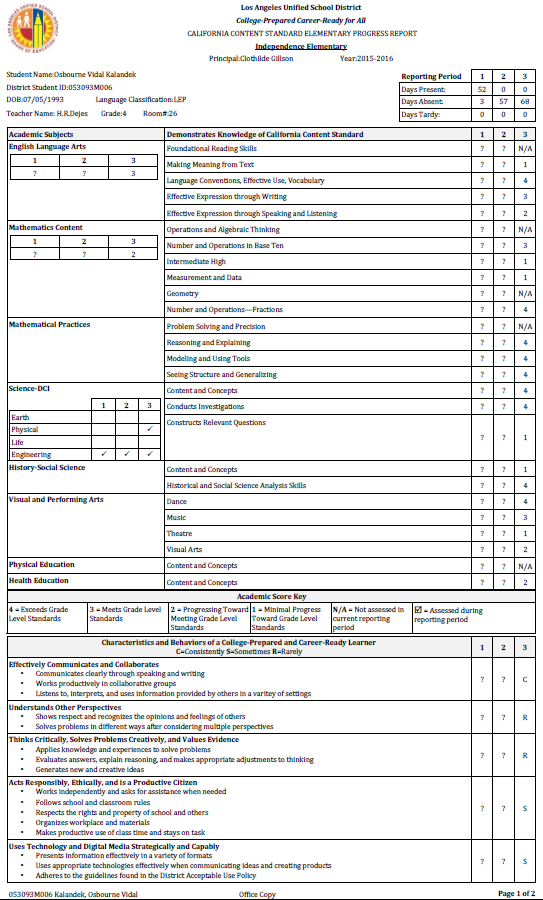 LOS ANGELES UNIFIED SCHOOL DISTRICT
BOARD OF EDUCATION
Los Angeles Unified School District
College-Prepared Career-Ready for All
CALIFORNIA CONTENT STANDARD ELEMENTARY PROGRESS REPORT
Independence Elementary
Principal:Clothilde Gillson Year:2015-2016
Student Name:Osbourne Vidal Kalandek
District Student ID:053093M006
DOB:07/05/1993 Language Classification:LEP
Teacher Name: H.R.Dejes Grade:4 Room#:26
Reporting Period 1 2 3
Days Present: 52 0 0
Days Absent: 3 57 68
Days Tardy: 0 0 0
Academic Subjects Demonstrates Knowledge of California Content Standard 1 2 3
English Language Arts
1 2 3
? ? 3
Foundational Reading Skills ? ? N/A
Making Meaning from Text ? ? 1
Language Conventions, Effective Use, Vocabulary ? ? 4
Effective Expression through Writing ? ? 3
Effective Expression through Speaking and Listening ? ? 2
Mathematics Content
1 2 3
? ? 2
Operations and Algebraic Thinking ? ? N/A
Number and Operations in Base Ten ? ? 3
Intermediate High ? ? 1
Measurement and Data ? ? 1
Geometry ? ? N/A
Number and Operations—Fractions ? ? 4
Mathematical Practices
Problem Solving and Precision ? ? N/A
Reasoning and Explaining ? ? 4
Modeling and Using Tools ? ? 4
Seeing Structure and Generalizing ? ? 4
Science-DCI
1 2 3
Earth
Physical ✓
Life
Engineering ✓ ✓ ✓
Content and Concepts ? ? 4
Conducts Investigations ? ? 4
Constructs Relevant Questions ? ? 1
History-Social Science
Content and Concepts ? ? 1
Historical and Social Science Analysis Skills ? ? 4
Visual and Performing Arts
Dance ? ? 4
Music ? ? 3
Theatre ? ? 1
Visual Arts ? ? 2
Physical Education Content and Concepts ? ? N/A
Health Education Content and Concepts ? ? 2
Academic Score Key
4 = Exceeds Grade Level Standards
3 = Meets Grade Level Standards
2 = Progressing Toward Meeting Grade Level Standards
1 = Minimal Progress Toward Grade Level Standards
N/A = Not assessed in current reporting period
☑ = Assessed during reporting period
Characteristics and Behaviors of a College-Prepared and Career-Ready Learner 1 2 3
C=Consistently S=Sometimes R=Rarely
Effectively Communicates and Collaborates ? ? C
• Communicates clearly through speaking and writing
• Works productively in collaborative groups
• Listens to, interprets, and uses information provided by others in a varitey of settings
Understands Other Perspectives ? ? R
• Shows respect and recognizes the opinions and feelings of others
• Solves problems in different ways after considering multiple perspectives
Thinks Critically, Solves Problems Creatively, and Values Evidence ? ? R
• Applies knowledge and experiences to solve problems
• Evaluates answers, explain reasoning, and makes appropriate adjustments to thinking
• Generates new and creative ideas
Acts Responsibly, Ethically, and is a Productive Citizen ? ? S
• Works independently and asks for assistance when needed
• Follows school and classroom rules
• Respects the rights and property of school and others
• Organizes workplace and materials
• Makes productive use of class time and stays on task
Uses Technology and Digital Media Strategically and Capably ? ? S
• Presents information effectively in a variety of formats
• Uses appropriate technologies effectively when communicating ideas and creating products
• Adheres to the guidelines found in the District Acceptable Use Policy
053093M006 Kalandek, Osbourne Vidal Office Copy Page 1 of 2